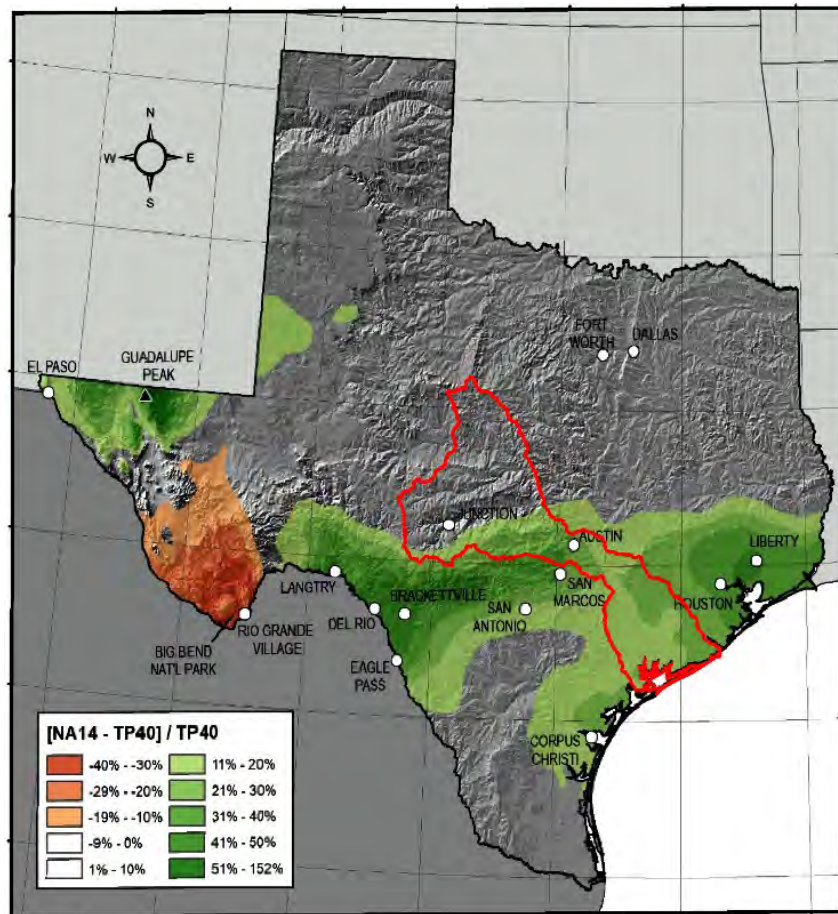 N
W
E
S
FORT
WORTH
DALLAS
GUADALUPE
PEAK
EL PASO
JUNCTION
AUSTIN
LIBERTY
LANGTRY
SAN
MARCOS
HOUSTON
BRACKETTVILLE
SAN
ANTONIO
DEL RIO
BIG BEND
NAT'L PARK
RIO GRANDE
VILLAGE
EAGLE
PASS
CORPUS
CHRISTI
[NA14 - TP40] / TP40
-40% - -30%
-29% - -20%
-19% - -10%
-9% - 0%
1% - 10%
11% - 20%
21% - 30%
31% - 40%
41% - 50%
51% - 152%